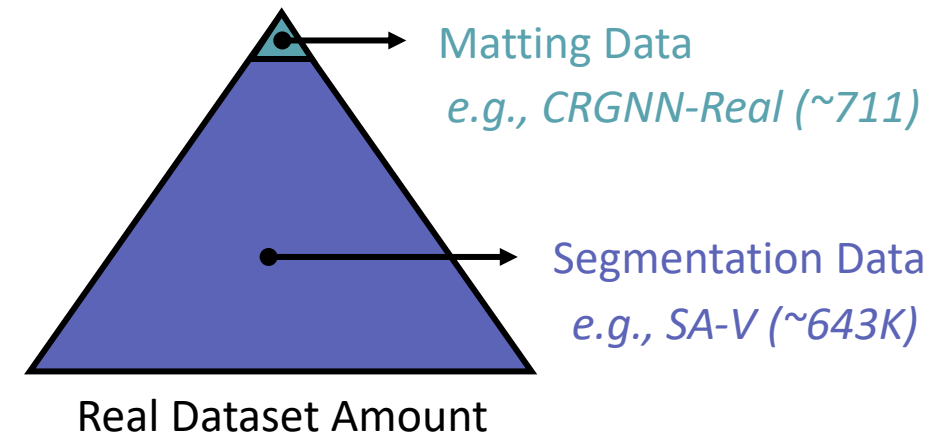 Matting Data
e.g., CRGNN-Real (~711)
Segmentation Data
e.g., SA-V (~643K)
Real Dataset Amount